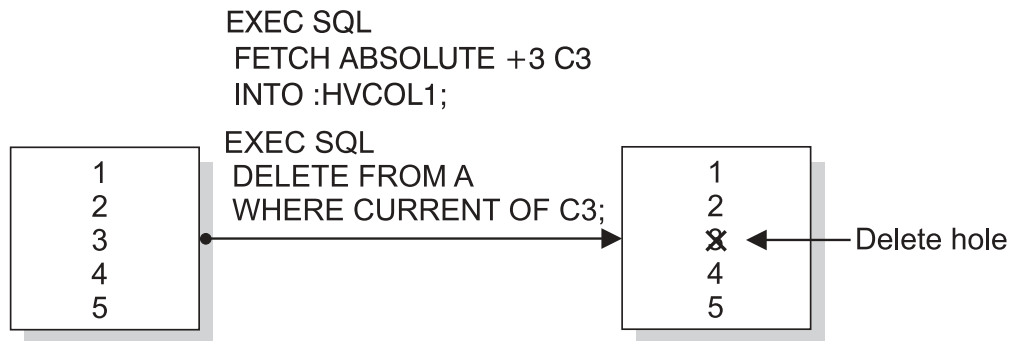 EXEC SQL
FETCH ABSOLUTE +3 C3
INTO :HVCOL1;
EXEC SQL
DELETE FROM A
WHERE CURRENT OF C3;
1
2
3
4
5
1
2
3
4
5
Delete hole